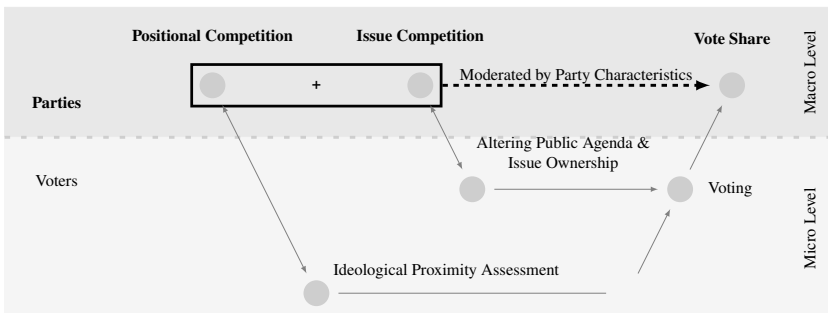 Positional Competition
Issue Competition
Vote Share
Macro Level
+
Moderated by Party Characteristics
Parties
Altering Public Agenda &
Issue Ownership
Voters
Voting
Micro Level
Ideological Proximity Assessment